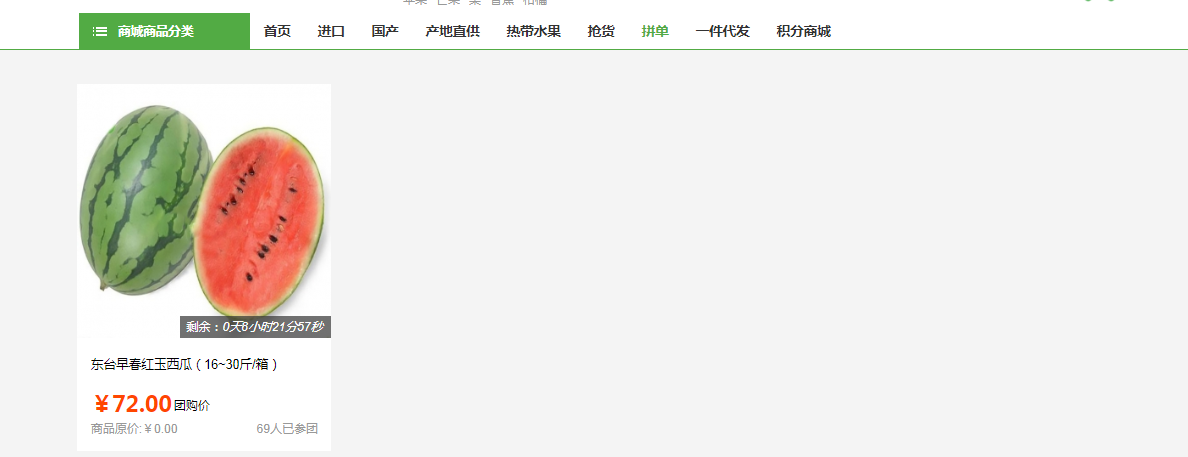 商城商品分类 首页 进口 国产 产地直供 热带水果 抢货 拼单 一件代发 积分商城
剩余：0天8小时21分57秒
东台早春红玉西瓜（16~30斤/箱）
￥72.00团购价
商品原价:￥0.00 69人已参团